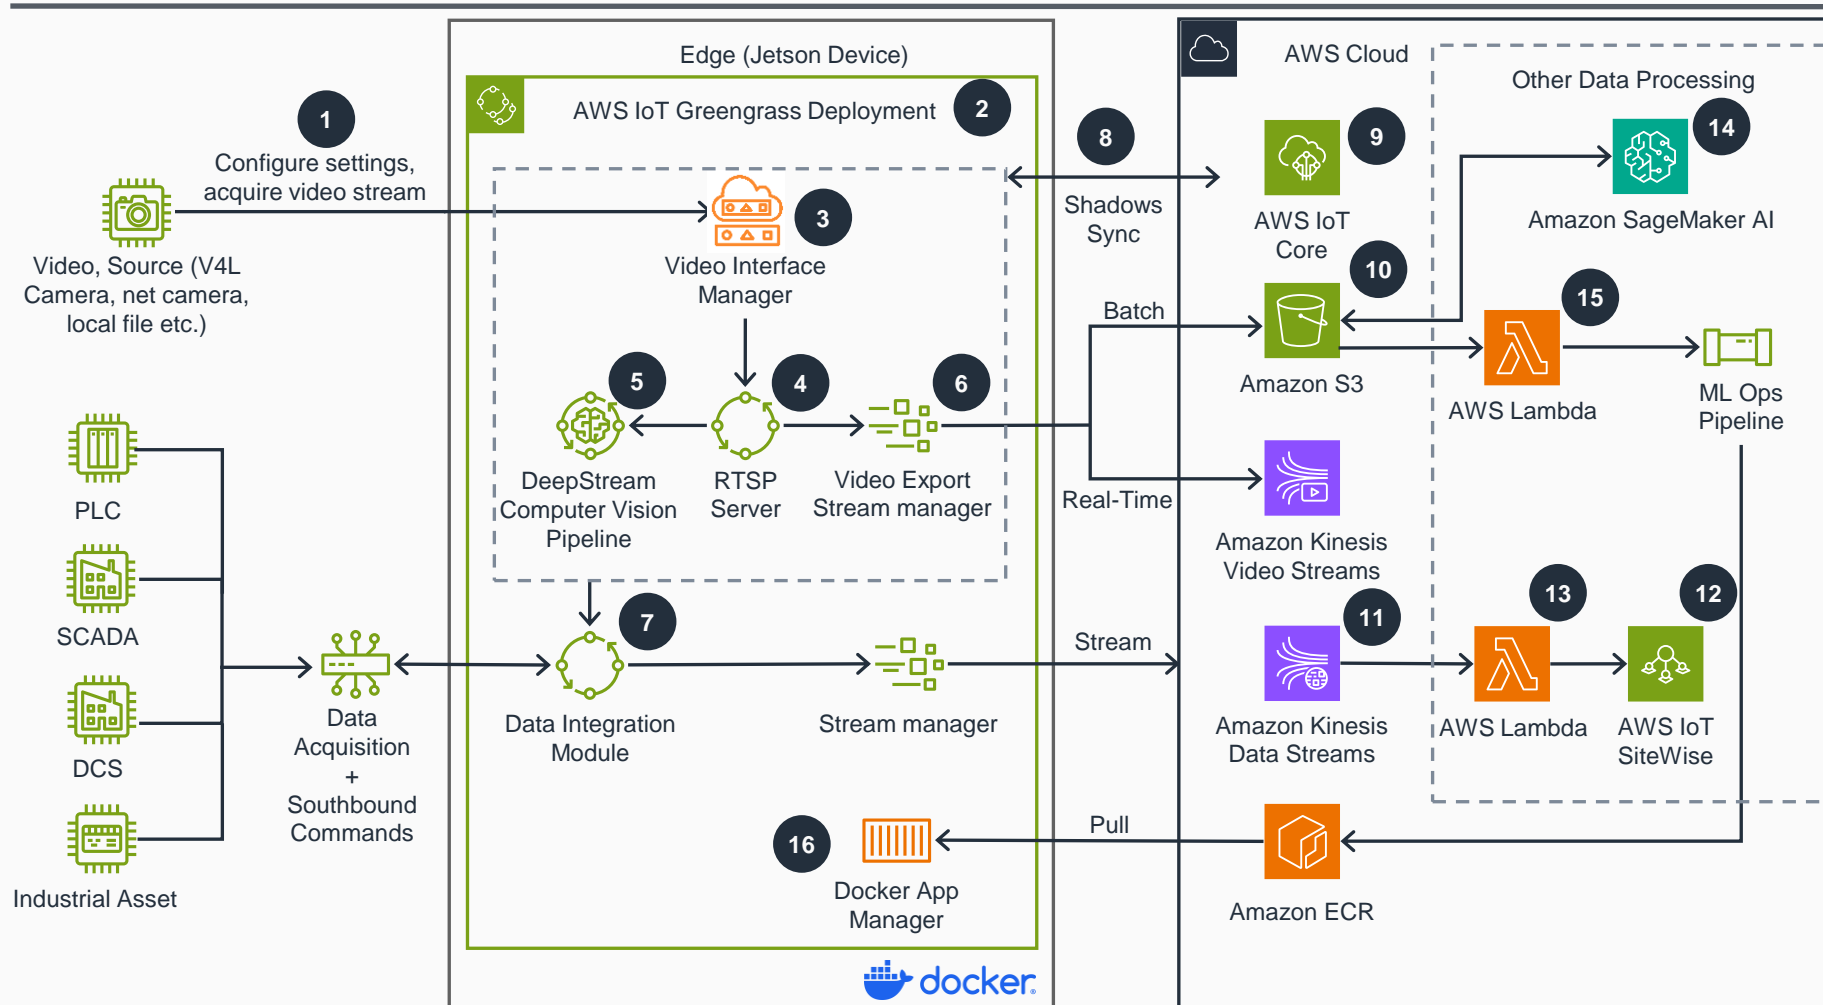 Edge (Jetson Device)
AWS Cloud
Other Data Processing
AWS IoT Greengrass Deployment
2
1
Configure settings,
acquire video stream
8
Shadows
Sync
9
AWS IoT
Core
14
Amazon SageMaker AI
Video, Source (V4L
Camera, net camera,
local file etc.)
3
Video Interface
Manager
Batch
10
Amazon S3
15
AWS Lambda
ML Ops
Pipeline
5
DeepStream
Computer Vision
Pipeline
4
RTSP
Server
6
Video Export
Stream manager
Real-Time
Amazon Kinesis
Video Streams
PLC
SCADA
DCS
Industrial Asset
Data
Acquisition
+
Southbound
Commands
7
Data Integration
Module
Stream manager
Stream
11
Amazon Kinesis
Data Streams
13
AWS Lambda
12
AWS IoT
SiteWise
16
Docker App
Manager
Pull
Amazon ECR
docker